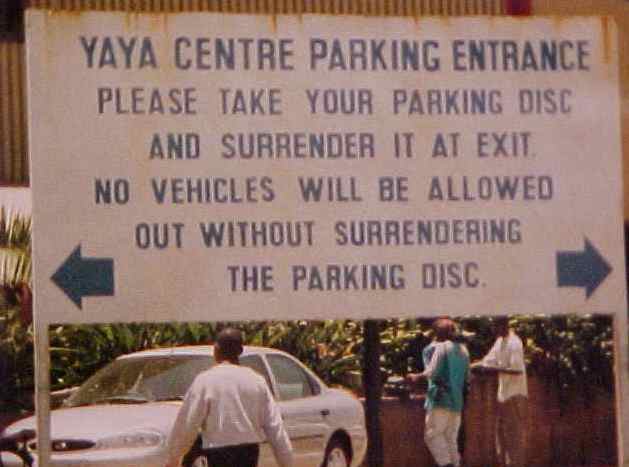 YAYA CENTRE PARKING ENTRANCE
PLEASE TAKE YOUR PARKING DISC
AND SURRENDER IT AT EXIT.
NO VEHICLES WILL BE ALLOWED
OUT WITHOUT SURRENDERING
THE PARKING DISC.